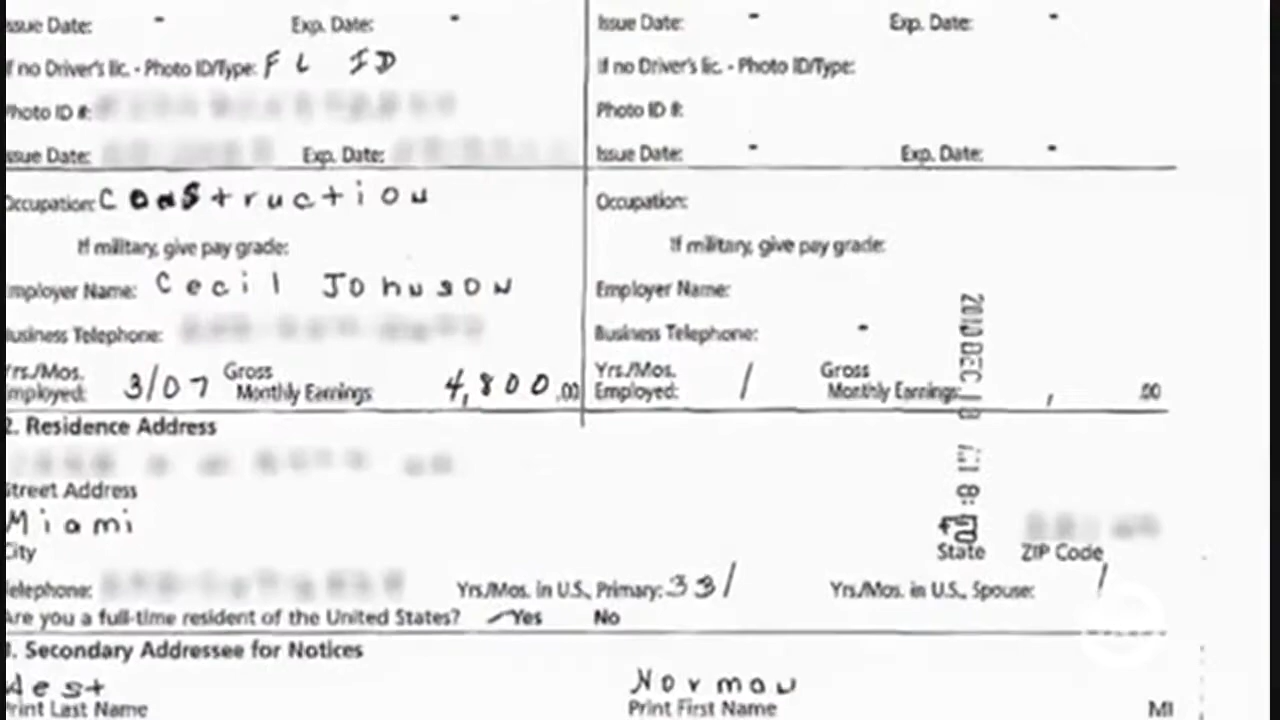 ssue Date: - Exp. Date: - Issue Date: - Exp. Date: -
If no Driver's lic. - Photo ID/Type: FL ID If no Driver's lic. - Photo ID/Type:
Photo ID #: Photo ID #:
ssue Date: Exp. Date: Issue Date: - Exp. Date: -
Occupation: Construction Occupation:
If military, give pay grade: If military, give pay grade:
mployer Name: Cecil Johnson Employer Name:
Business Telephone: Business Telephone: -
Yrs./Mos. Employed: 3/07 Gross Monthly Earnings 4,800.00 Yrs./Mos. Employed: / Gross Monthly Earnings: , .00
2010 DEC
2. Residence Address
Street Address
Miami
City State ZIP Code
elephone: Yrs./Mos. in U.S., Primary: 33/ Yrs./Mos. in U.S., Spouse: /
Are you a full-time resident of the United States? Yes No
. Secondary Addressee for Notices
West Norman
Print Last Name Print First Name MI